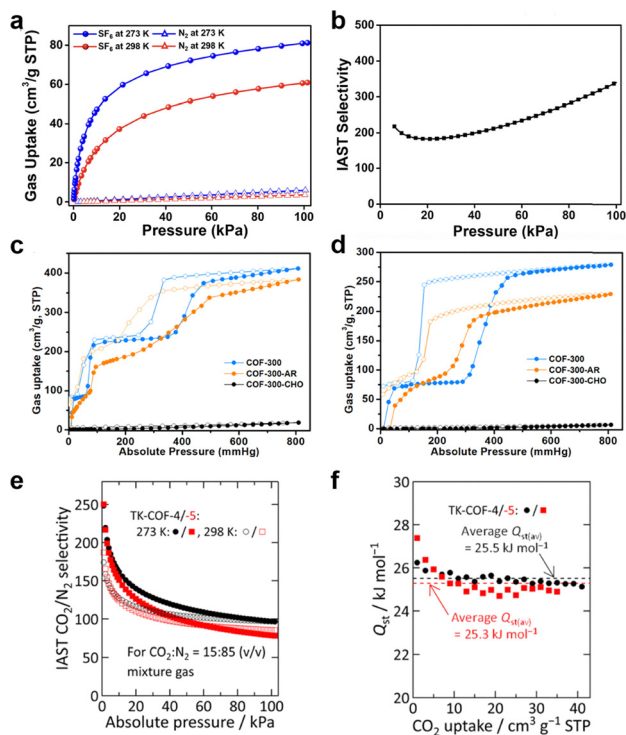 a
SF6 at 273 K
N2 at 273 K
SF6 at 298 K
N2 at 298 K
Gas Uptake (cm³/g STP)
80
60
40
20
0
0 20 40 60 80 100
Pressure (kPa)
b
IAST Selectivity
500
400
300
200
100
0
0 20 40 60 80 100
Pressure (kPa)
c
Gas uptake (cm³/g, STP)
400
300
200
100
0
COF-300
COF-300-AR
COF-300-CHO
0 200 400 600 800
Absolute Pressure (mmHg)
d
Gas uptake (cm³/g, STP)
300
250
200
150
100
50
0
COF-300
COF-300-AR
COF-300-CHO
0 200 400 600 800
Absolute Pressure (mmHg)
e
IAST CO2/N2 selectivity
250
200
150
100
50
0
TK-COF-4/-5:
273 K: / , 298 K: /
For CO2:N2 = 15:85 (v/v)
mixture gas
0 20 40 60 80 100
Absolute pressure / kPa
f
Qst / kJ mol⁻¹
30
28
26
24
22
20
TK-COF-4/-5: /
Average Qst(av)
= 25.5 kJ mol⁻¹
Average Qst(av)
= 25.3 kJ mol⁻¹
0 10 20 30 40
CO2 uptake / cm³ g⁻¹ STP